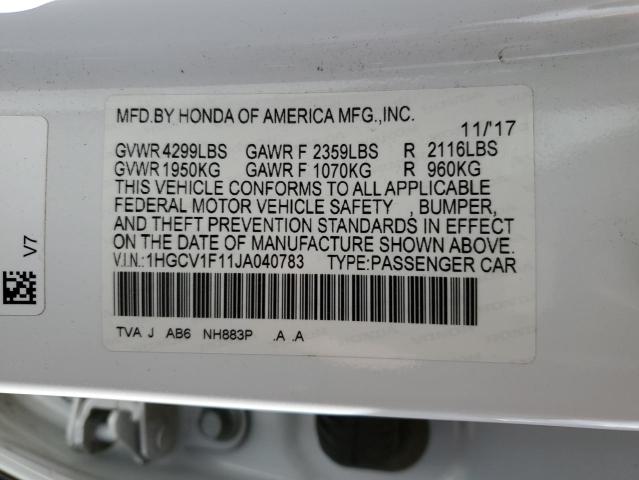 MFD.BY HONDA OF AMERICA MFG.,INC.
11/'17
GVWR 4299LBS GAWR F 2359LBS R 2116LBS
GVWR 1950KG GAWR F 1070KG R 960KG
THIS VEHICLE CONFORMS TO ALL APPLICABLE
FEDERAL MOTOR VEHICLE SAFETY , BUMPER,
AND THEFT PREVENTION STANDARDS IN EFFECT
ON THE DATE OF MANUFACTURE SHOWN ABOVE.
V.I.N.:1HGCV1F11JA040783 TYPE:PASSENGER CAR
TVA J AB6 NH883P .A .A
V7